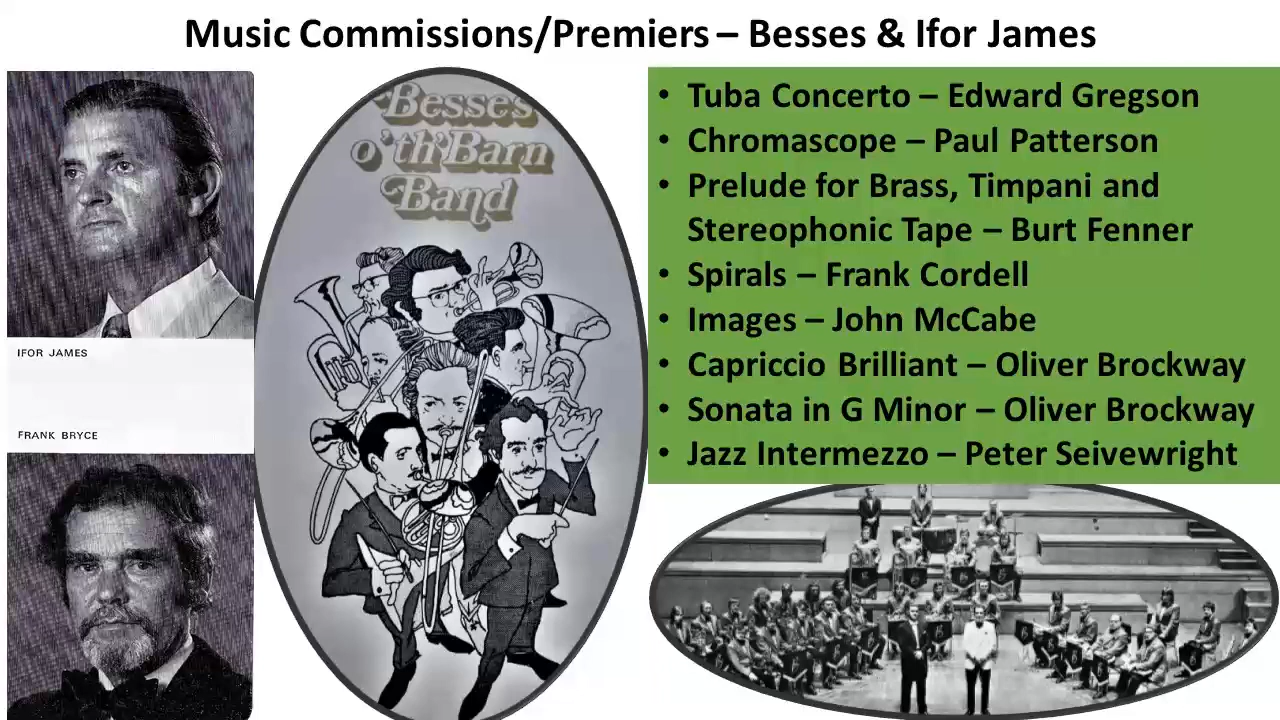 Music Commissions/Premiers – Besses & Ifor James
IFOR JAMES
FRANK BRYCE
Besses
o'th'Barn
Band
• Tuba Concerto – Edward Gregson
• Chromascope – Paul Patterson
• Prelude for Brass, Timpani and
Stereophonic Tape – Burt Fenner
• Spirals – Frank Cordell
• Images – John McCabe
• Capriccio Brilliant – Oliver Brockway
• Sonata in G Minor – Oliver Brockway
• Jazz Intermezzo – Peter Seivewright